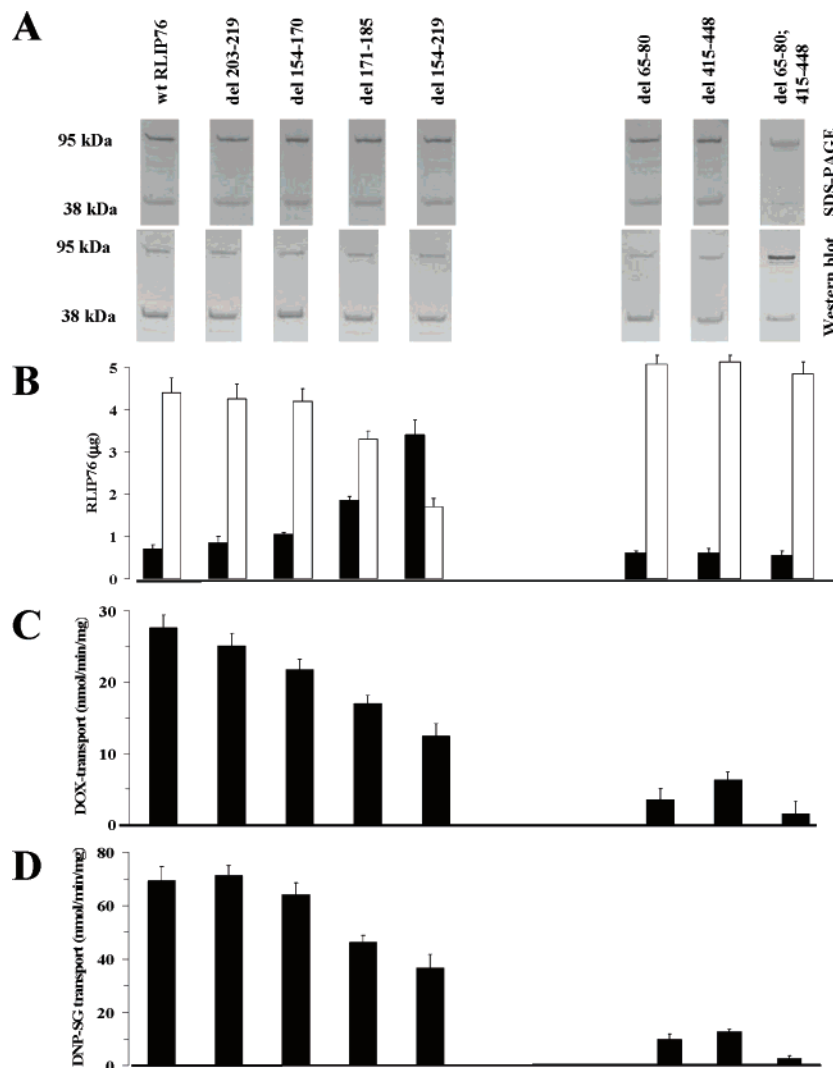 A
wt RLIP76
del 203-219
del 154-170
del 171-185
del 154-219
del 65-80
del 415-448
del 65-80;
415-448
95 kDa
38 kDa
SDS-PAGE
95 kDa
38 kDa
Western blot
B
RLIP76 (µg)
5
4
3
2
1
0
C
DOX-transport (nmol/min/mg)
30
20
10
0
D
DNP-SG transport (nmol/min/mg)
80
60
40
20
0